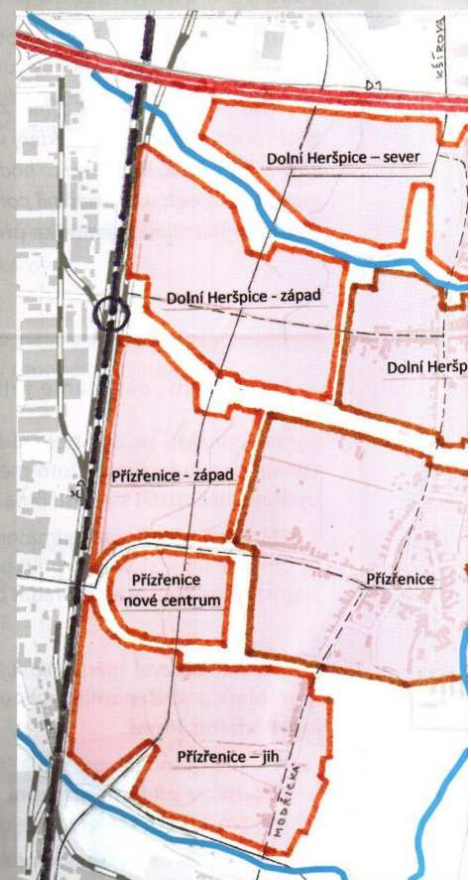 D1
KŠÍROVA
Dolní Heršpice – sever
Dolní Heršpice - západ
Dolní Heršp
Přízřenice - západ
Přízřenice
nové centrum
Přízřenice
Přízřenice – jih
MODŘICKÁ